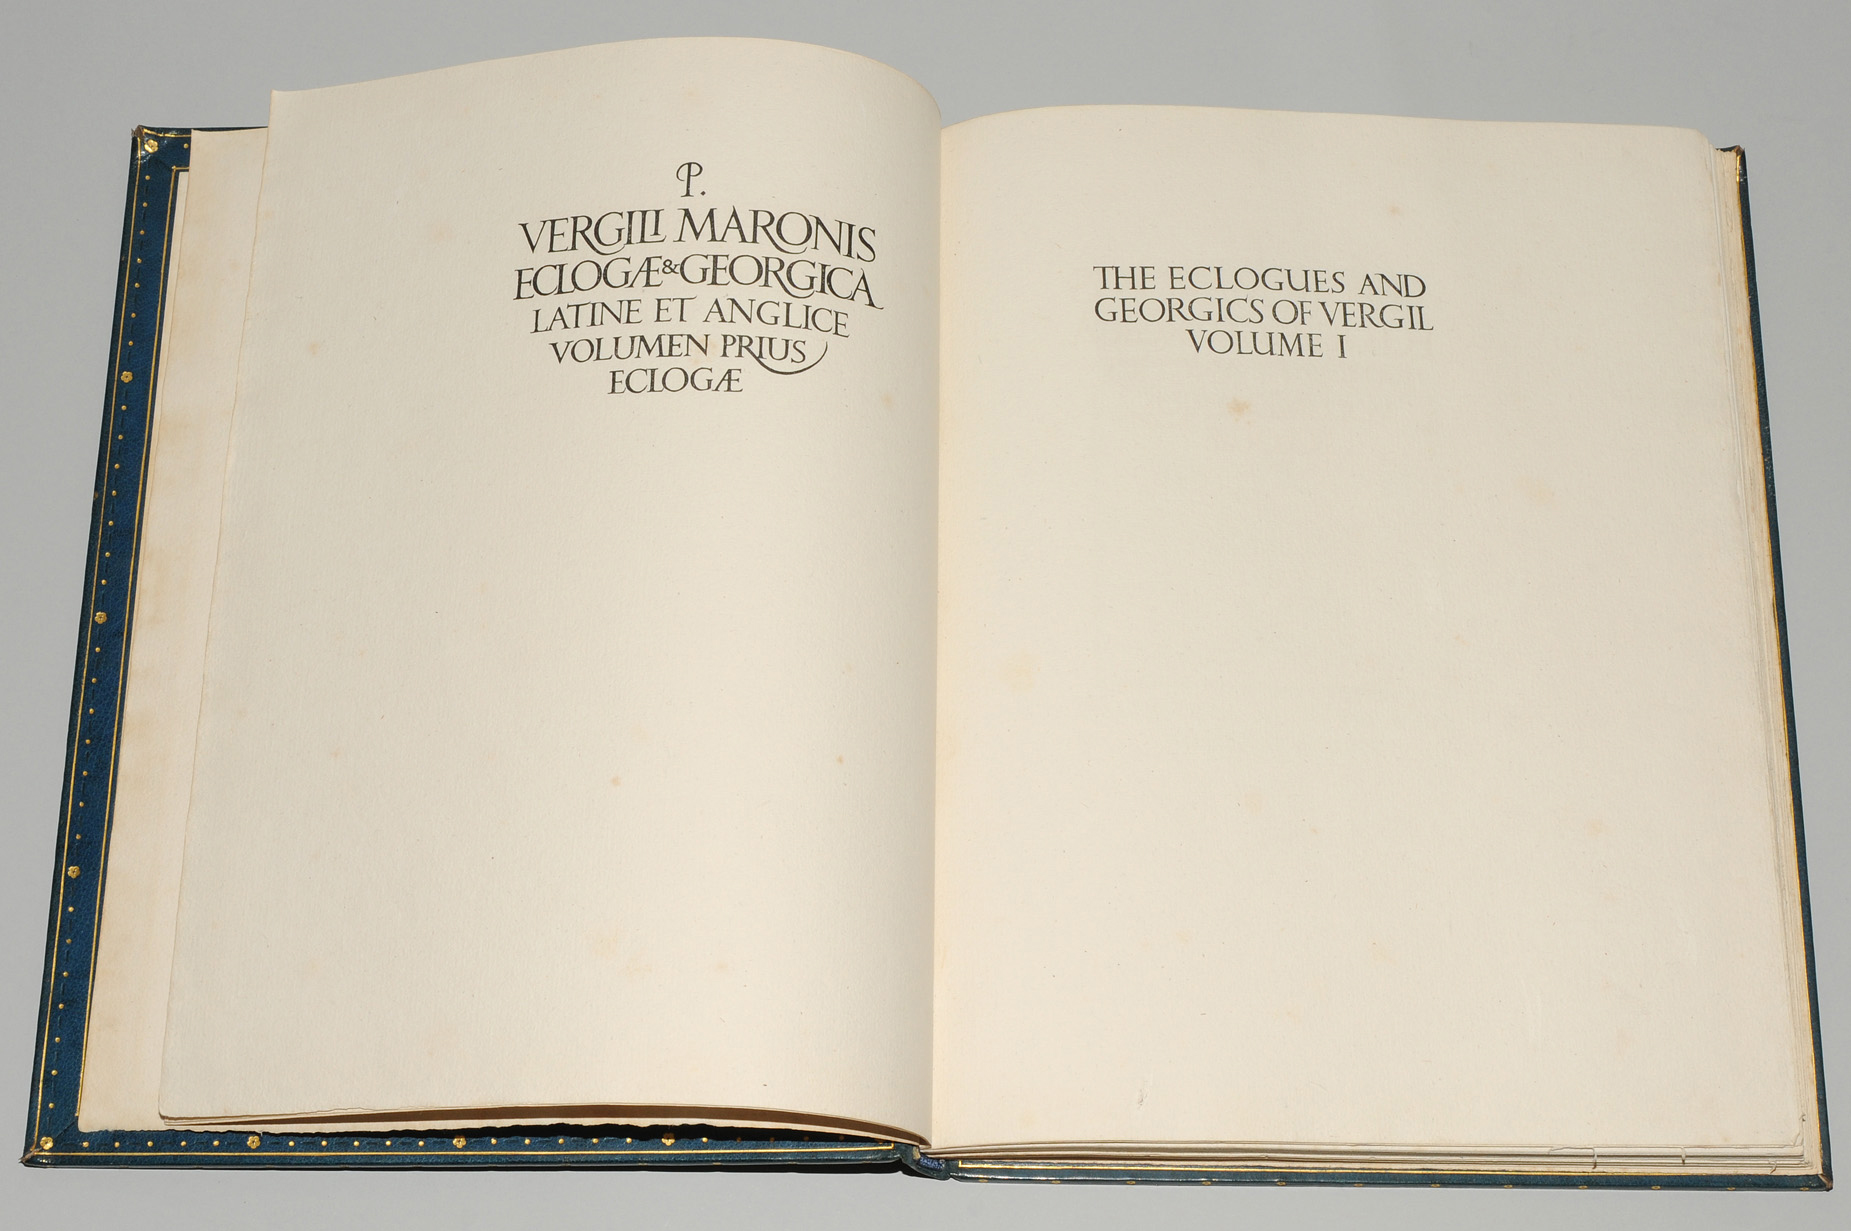 P.
VERGILI MARONIS
ECLOGÆ & GEORGICA
LATINE ET ANGLICE
VOLUMEN PRIUS
ECLOGÆ
THE ECLOGUES AND
GEORGICS OF VERGIL
VOLUME I